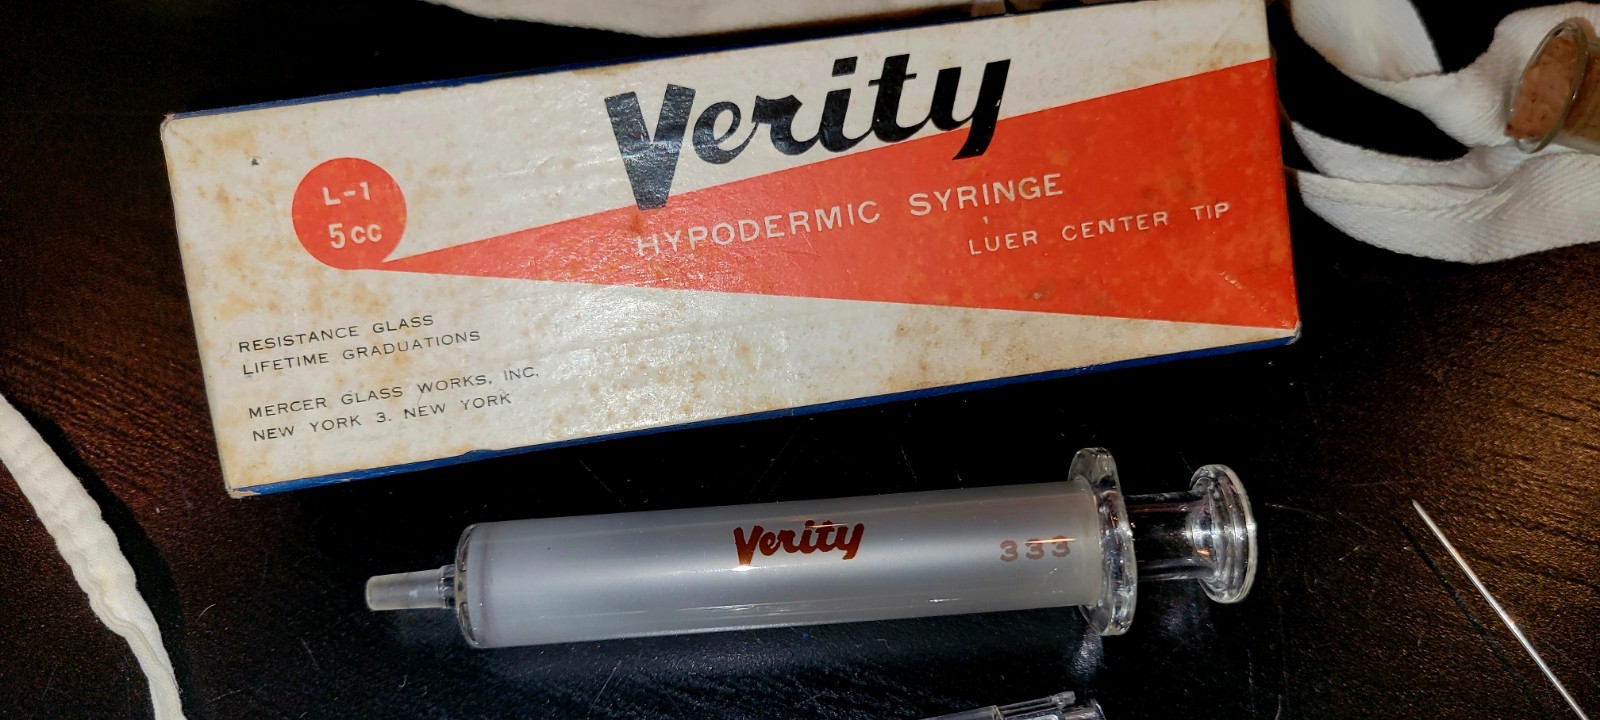 Verity
L-1
5cc
HYPODERMIC SYRINGE
LUER CENTER TIP
RESISTANCE GLASS
LIFETIME GRADUATIONS
MERCER GLASS WORKS, INC.
NEW YORK 3, NEW YORK
Verity
333